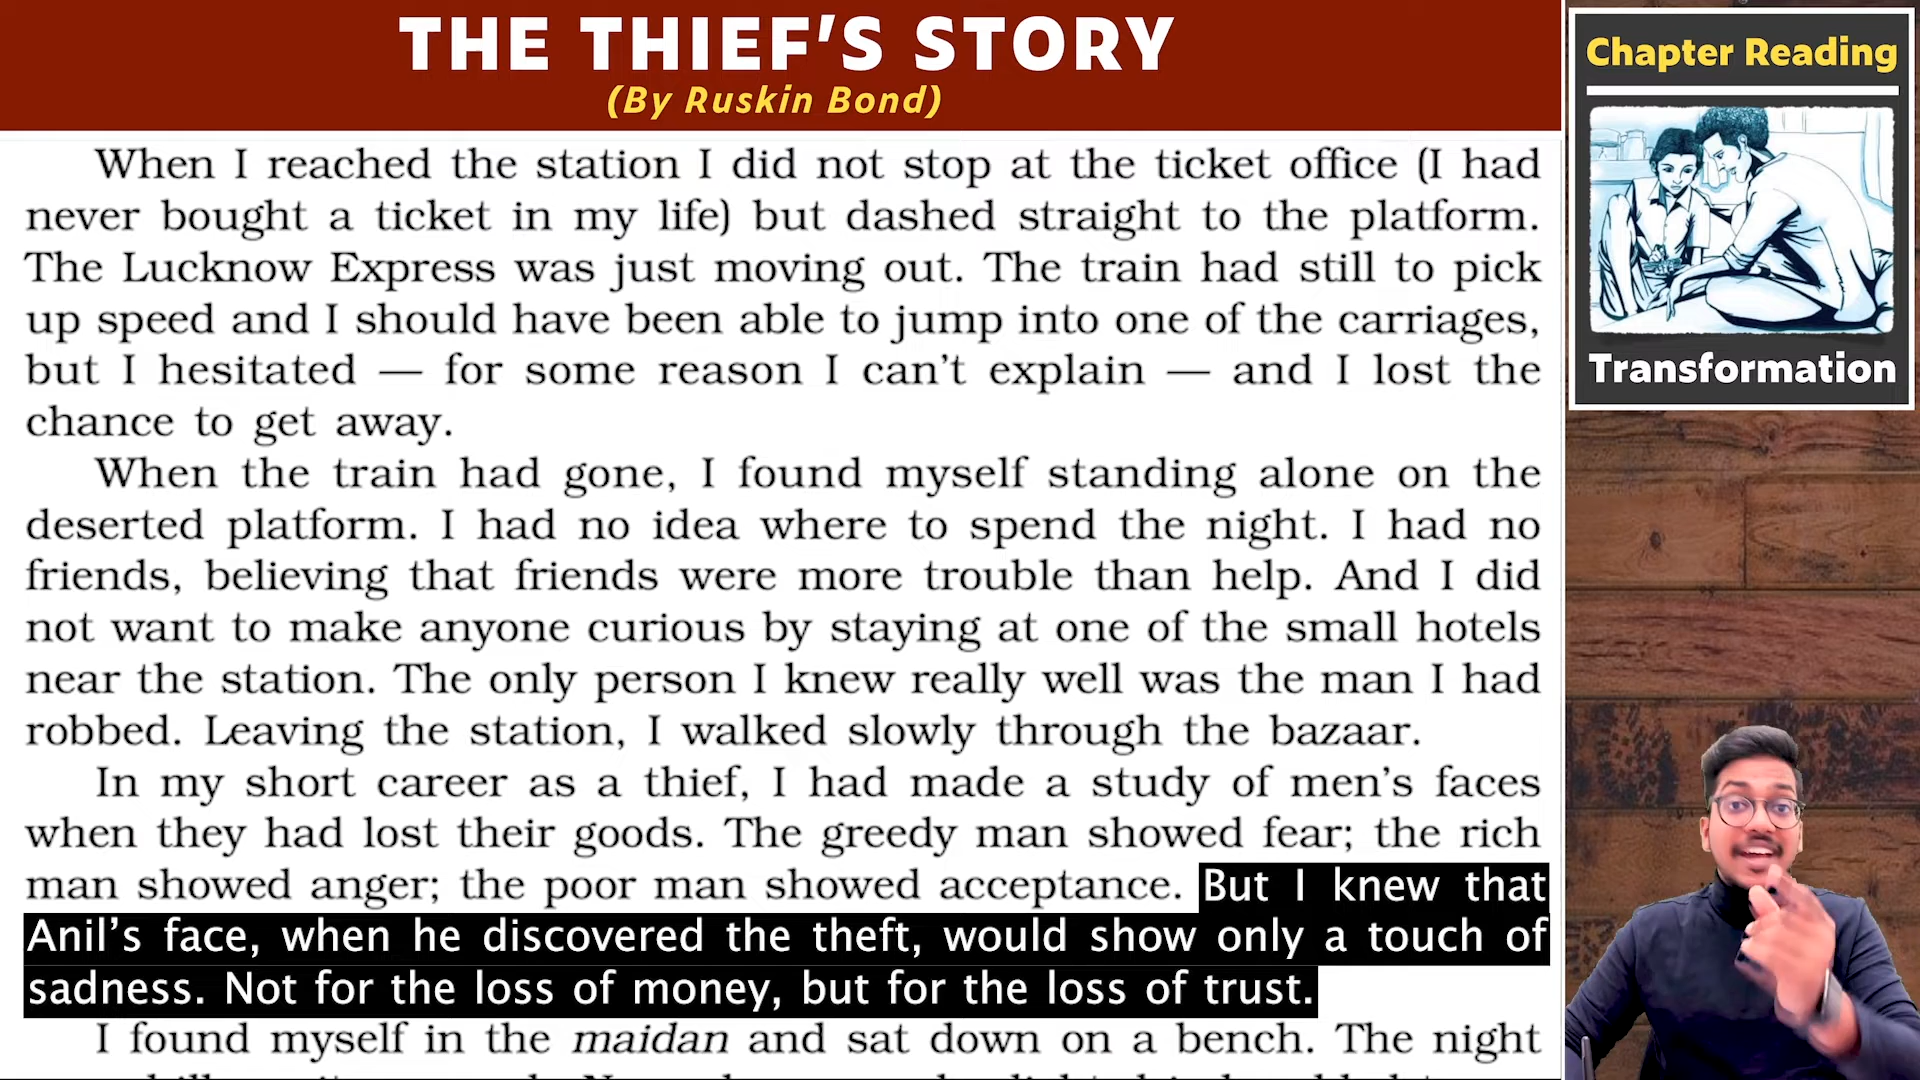 THE THIEF'S STORY
(By Ruskin Bond)
When I reached the station I did not stop at the ticket office (I had
never bought a ticket in my life) but dashed straight to the platform.
The Lucknow Express was just moving out. The train had still to pick
up speed and I should have been able to jump into one of the carriages,
but I hesitated — for some reason I can't explain — and I lost the
chance to get away.
When the train had gone, I found myself standing alone on the
deserted platform. I had no idea where to spend the night. I had no
friends, believing that friends were more trouble than help. And I did
not want to make anyone curious by staying at one of the small hotels
near the station. The only person I knew really well was the man I had
robbed. Leaving the station, I walked slowly through the bazaar.
In my short career as a thief, I had made a study of men's faces
when they had lost their goods. The greedy man showed fear; the rich
man showed anger; the poor man showed acceptance. But I knew that
Anil's face, when he discovered the theft, would show only a touch of
sadness. Not for the loss of money, but for the loss of trust.
I found myself in the maidan and sat down on a bench. The night
Chapter Reading
Transformation